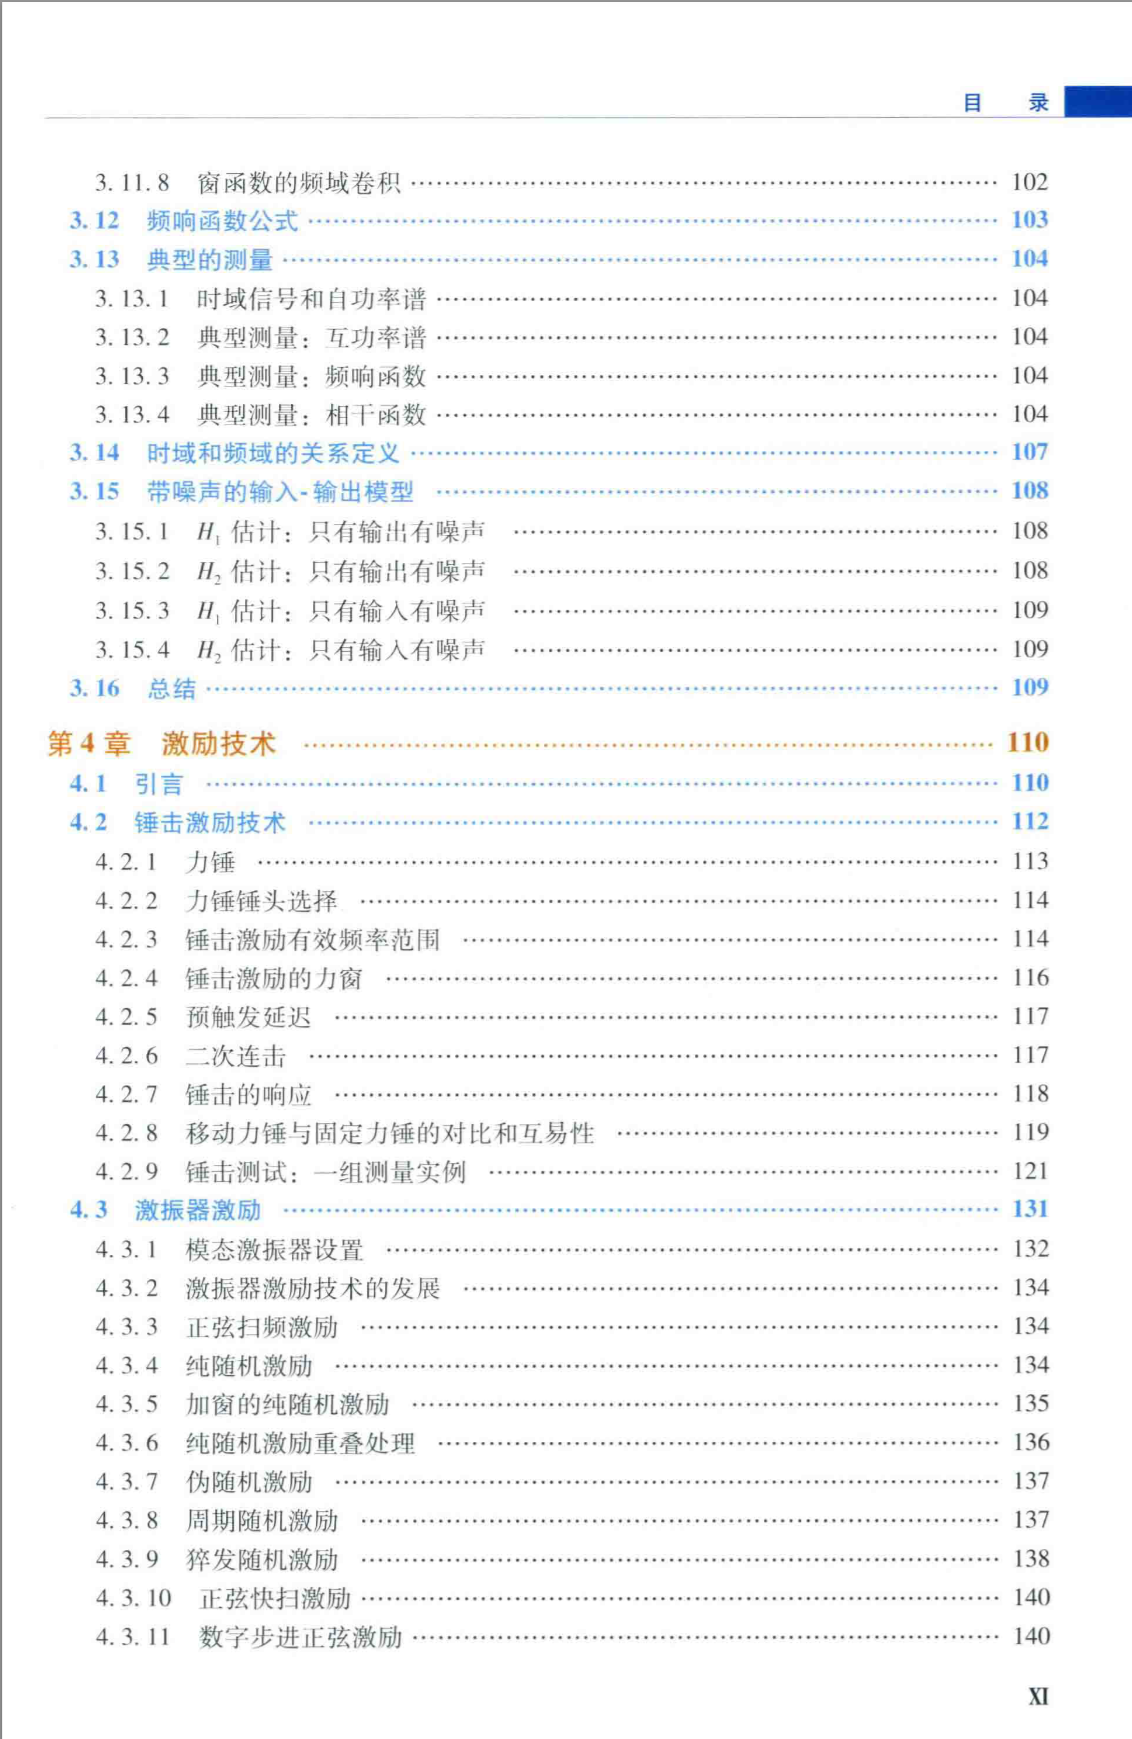 目 录
3.11.8 窗函数的频域卷积 …… 102
3.12 频响函数公式 …… 103
3.13 典型的测量 …… 104
3.13.1 时域信号和自功率谱 …… 104
3.13.2 典型测量：互功率谱 …… 104
3.13.3 典型测量：频响函数 …… 104
3.13.4 典型测量：相干函数 …… 104
3.14 时域和频域的关系定义 …… 107
3.15 带噪声的输入-输出模型 …… 108
3.15.1 H₁ 估计：只有输出有噪声 …… 108
3.15.2 H₂ 估计：只有输出有噪声 …… 108
3.15.3 H₁ 估计：只有输入有噪声 …… 109
3.15.4 H₂ 估计：只有输入有噪声 …… 109
3.16 总结 …… 109
第 4 章 激励技术 …… 110
4.1 引言 …… 110
4.2 锤击激励技术 …… 112
4.2.1 力锤 …… 113
4.2.2 力锤锤头选择 …… 114
4.2.3 锤击激励有效频率范围 …… 114
4.2.4 锤击激励的力窗 …… 116
4.2.5 预触发延迟 …… 117
4.2.6 二次连击 …… 117
4.2.7 锤击的响应 …… 118
4.2.8 移动力锤与固定力锤的对比和互易性 …… 119
4.2.9 锤击测试：一组测量实例 …… 121
4.3 激振器激励 …… 131
4.3.1 模态激振器设置 …… 132
4.3.2 激振器激励技术的发展 …… 134
4.3.3 正弦扫频激励 …… 134
4.3.4 纯随机激励 …… 134
4.3.5 加窗的纯随机激励 …… 135
4.3.6 纯随机激励重叠处理 …… 136
4.3.7 伪随机激励 …… 137
4.3.8 周期随机激励 …… 137
4.3.9 猝发随机激励 …… 138
4.3.10 正弦快扫激励 …… 140
4.3.11 数字步进正弦激励 …… 140
XI